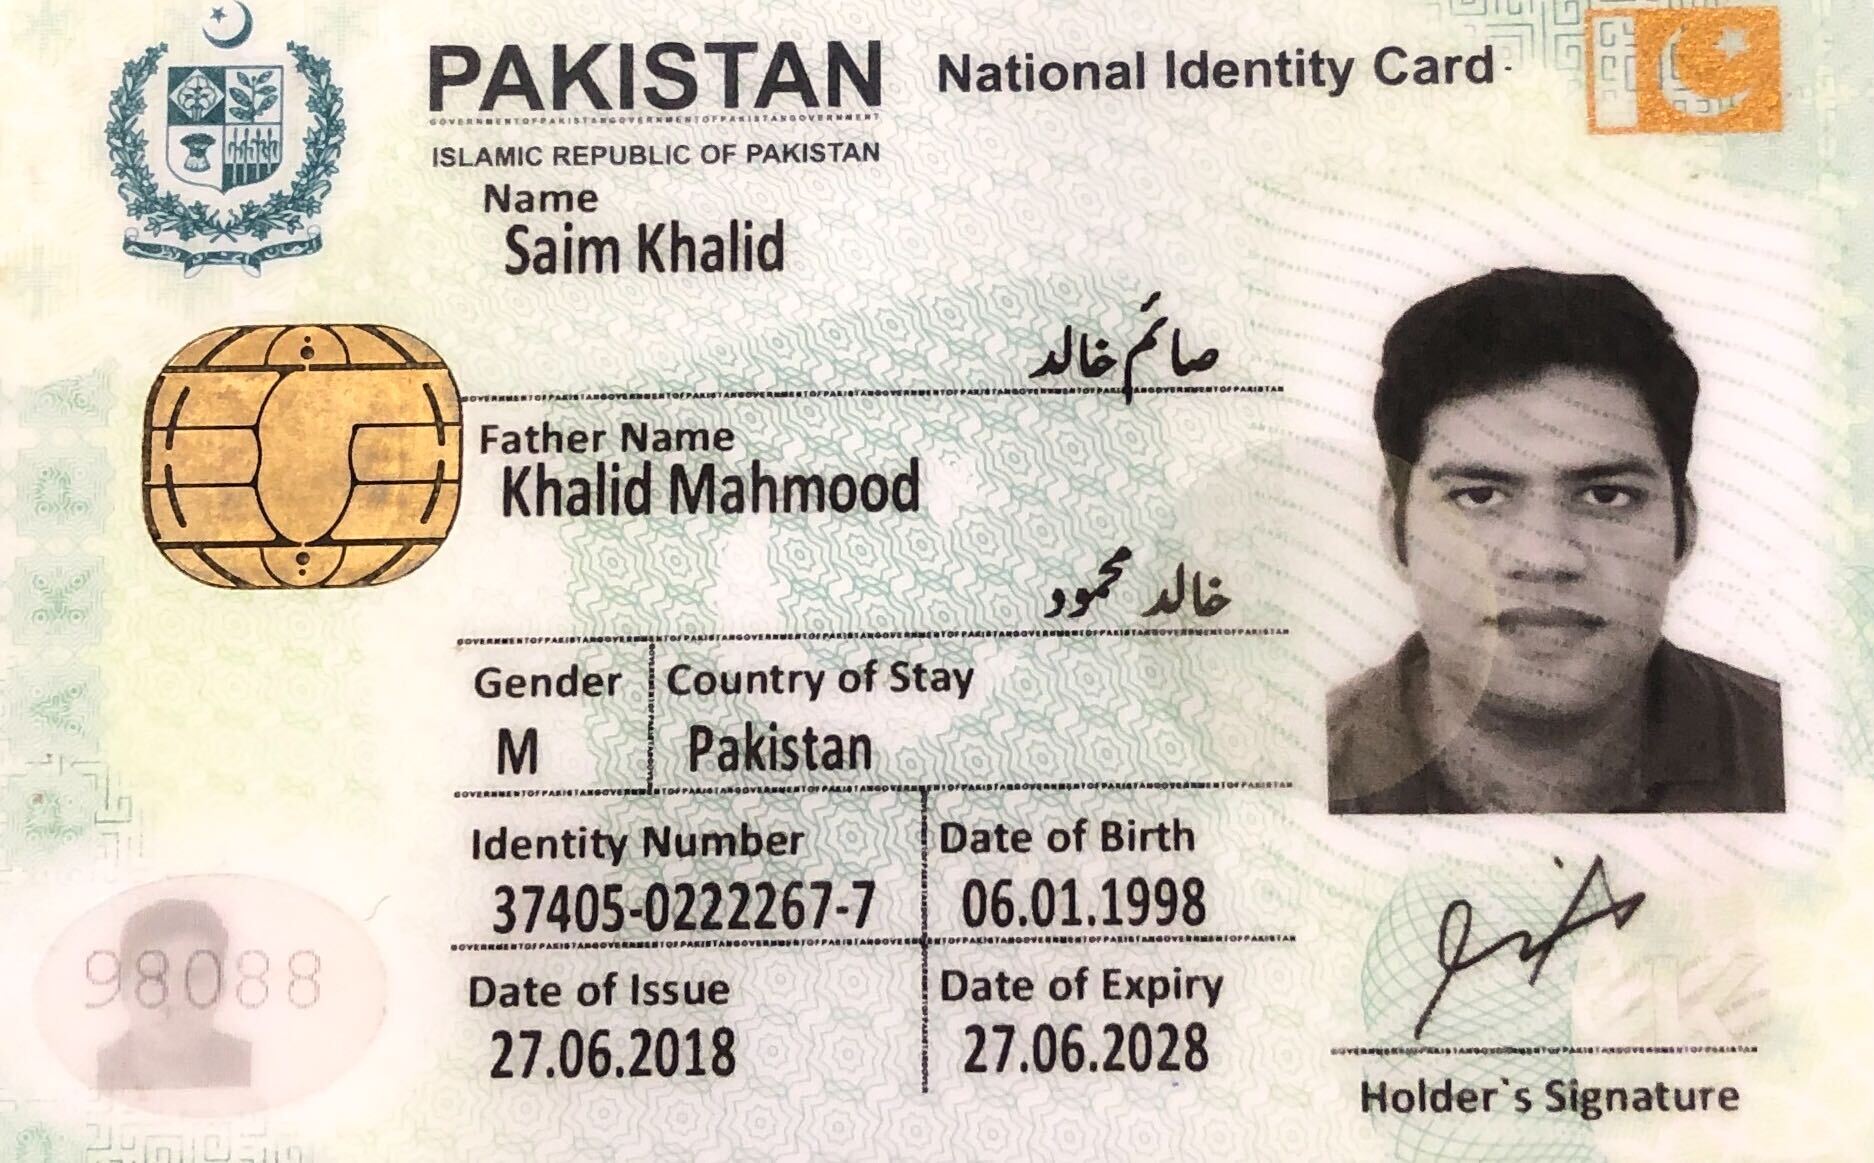 PAKISTAN National Identity Card
ISLAMIC REPUBLIC OF PAKISTAN
Name
Saim Khalid
صائم خالد
Father Name
Khalid Mahmood
خالد محمود
Gender Country of Stay
M Pakistan
Identity Number Date of Birth
37405-0222267-7 06.01.1998
Date of Issue Date of Expiry
27.06.2018 27.06.2028
98088
Holder`s Signature